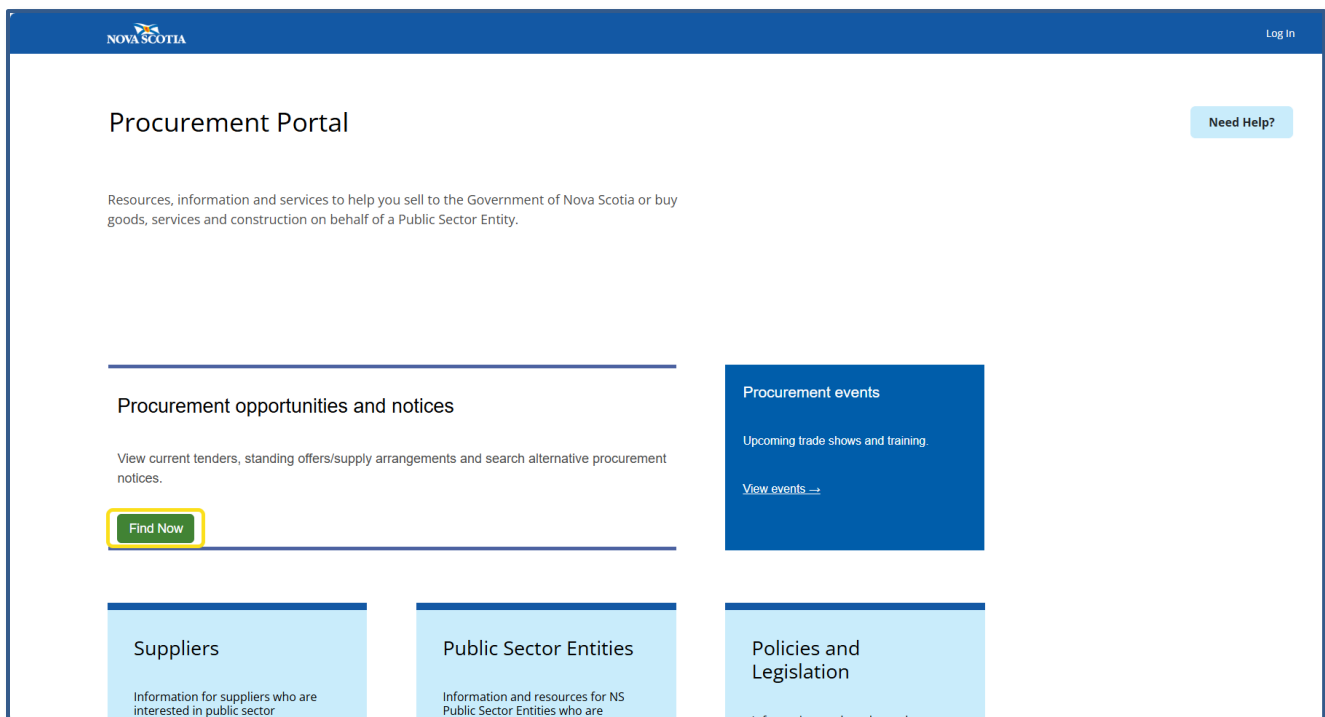 NOVA SCOTIA
Log In
Procurement Portal
Need Help?
Resources, information and services to help you sell to the Government of Nova Scotia or buy
goods, services and construction on behalf of a Public Sector Entity.
Procurement opportunities and notices
View current tenders, standing offers/supply arrangements and search alternative procurement
notices.
Find Now
Procurement events
Upcoming trade shows and training.
View events →
Suppliers
Information for suppliers who are
interested in public sector
Public Sector Entities
Information and resources for NS
Public Sector Entities who are
Policies and
Legislation